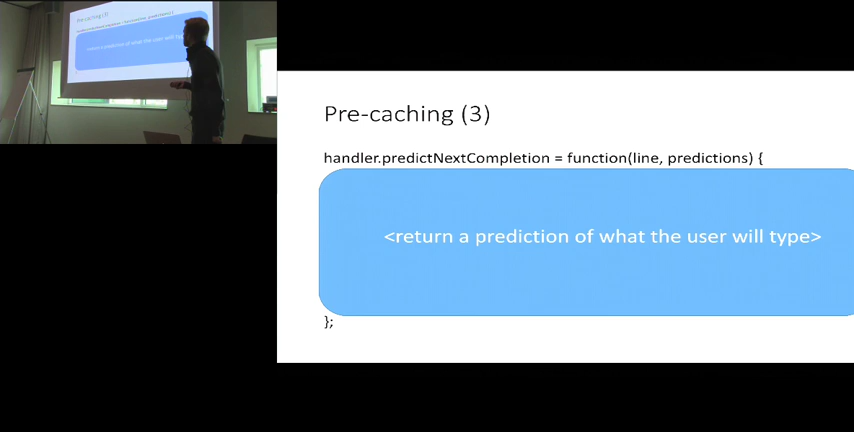 Pre-caching (3)
handler.predictNextCompletion = function(line, predictions) {
<return a prediction of what the user will type>
};